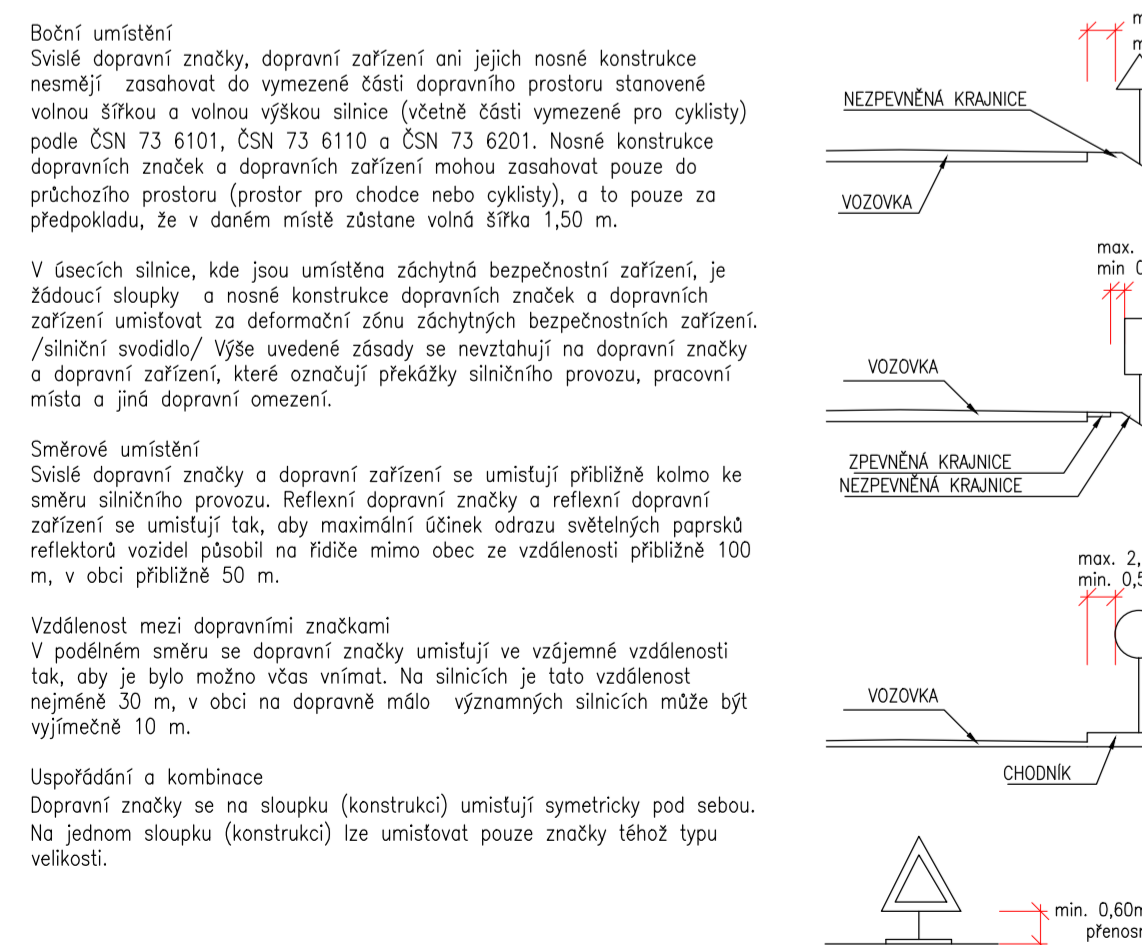 Boční umístění
Svislé dopravní značky, dopravní zařízení ani jejich nosné konstrukce
nesmějí zasahovat do vymezené části dopravního prostoru stanovené
volnou šířkou a volnou výškou silnice (včetně části vymezené pro cyklisty)
podle ČSN 73 6101, ČSN 73 6110 a ČSN 73 6201. Nosné konstrukce
dopravních značek a dopravních zařízení mohou zasahovat pouze do
průchozího prostoru (prostor pro chodce nebo cyklisty), a to pouze za
předpokladu, že v daném místě zůstane volná šířka 1,50 m.
V úsecích silnice, kde jsou umístěna záchytná bezpečnostní zařízení, je
žádoucí sloupky a nosné konstrukce dopravních značek a dopravních
zařízení umisťovat za deformační zónu záchytných bezpečnostních zařízení.
/silniční svodidlo/ Výše uvedené zásady se nevztahují na dopravní značky
a dopravní zařízení, které označují překážky silničního provozu, pracovní
místa a jiná dopravní omezení.
Směrové umístění
Svislé dopravní značky a dopravní zařízení se umisťují přibližně kolmo ke
směru silničního provozu. Reflexní dopravní značky a reflexní dopravní
zařízení se umisťují tak, aby maximální účinek odrazu světelných paprsků
reflektorů vozidel působil na řidiče mimo obec ze vzdálenosti přibližně 100
m, v obci přibližně 50 m.
Vzdálenost mezi dopravními značkami
V podélném směru se dopravní značky umisťují ve vzájemné vzdálenosti
tak, aby je bylo možno včas vnímat. Na silnicích je tato vzdálenost
nejméně 30 m, v obci na dopravně málo významných silnicích může být
vyjímečně 10 m.
Uspořádání a kombinace
Dopravní značky se na sloupku (konstrukci) umisťují symetricky pod sebou.
Na jednom sloupku (konstrukci) lze umisťovat pouze značky téhož typu
velikosti.
NEZPEVNĚNÁ KRAJNICE
VOZOVKA
max.
min 0
VOZOVKA
ZPEVNĚNÁ KRAJNICE
NEZPEVNĚNÁ KRAJNICE
max. 2,
min. 0,5
VOZOVKA
CHODNÍK
min. 0,60m
přenosn